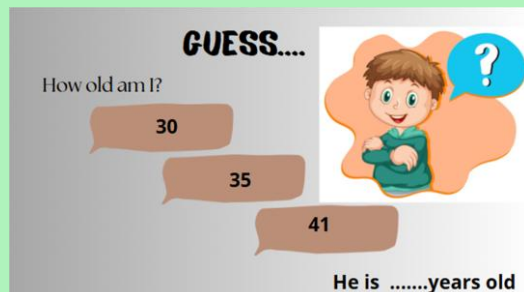 GUESS....
How old am I?
30
35
41
?
He is .......years old